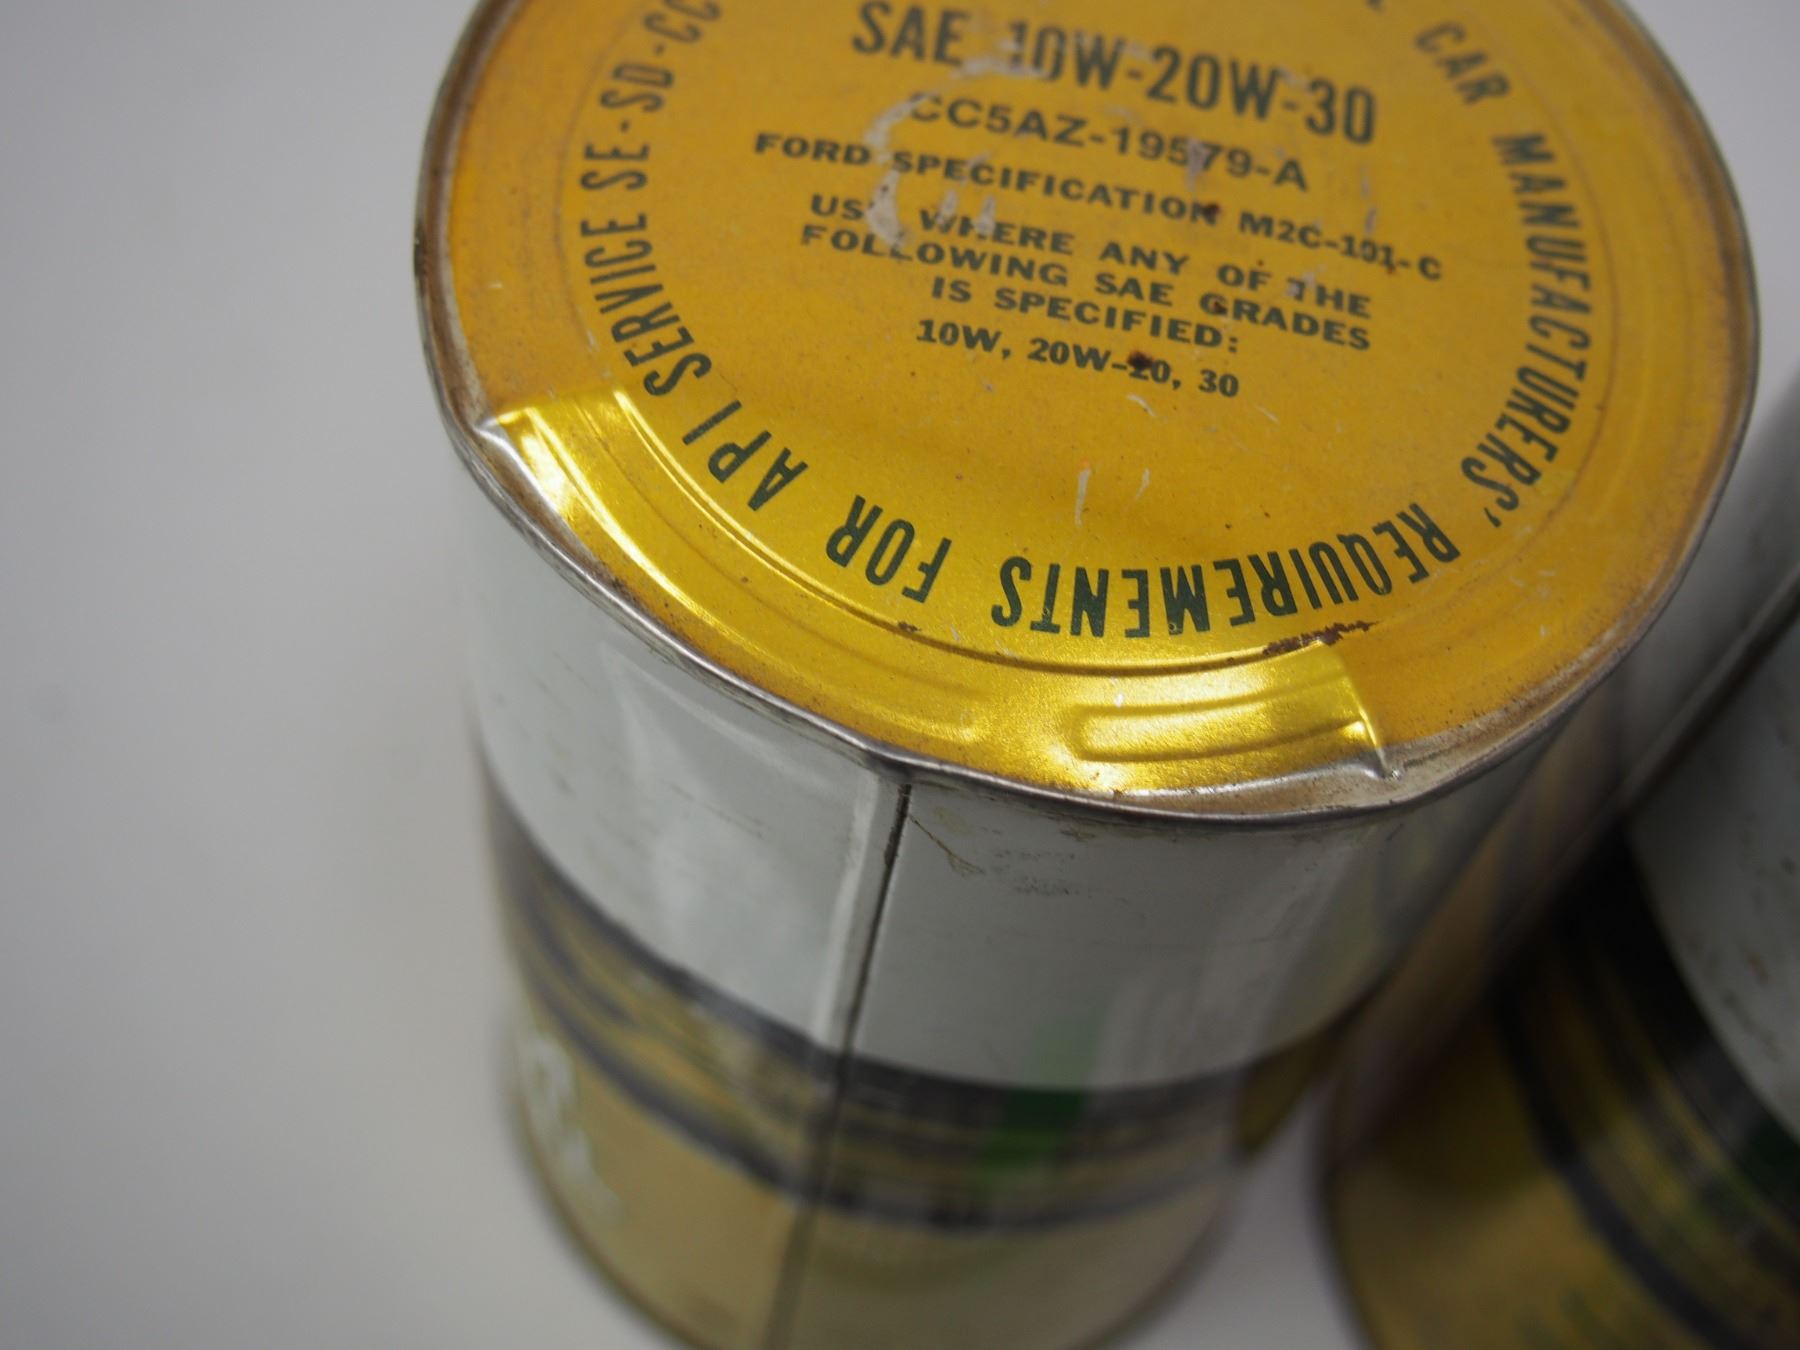 SAE 10W-20W-30
CC5AZ-19579-A
FORD SPECIFICATION M2C-101-C
USE WHERE ANY OF THE
FOLLOWING SAE GRADES
IS SPECIFIED:
10W, 20W-20, 30
CAR MANUFACTURERS' REQUIREMENTS FOR API SERVICE SE-SD-CC